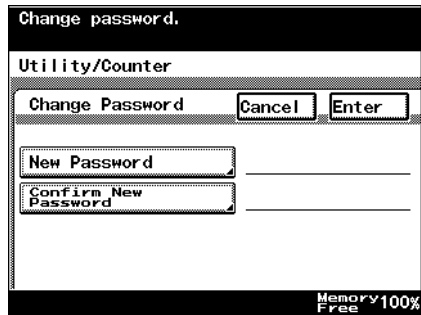 Change password.
Utility/Counter
Change Password
Cancel
Enter
New Password
Confirm New
Password
Memory
Free
100%